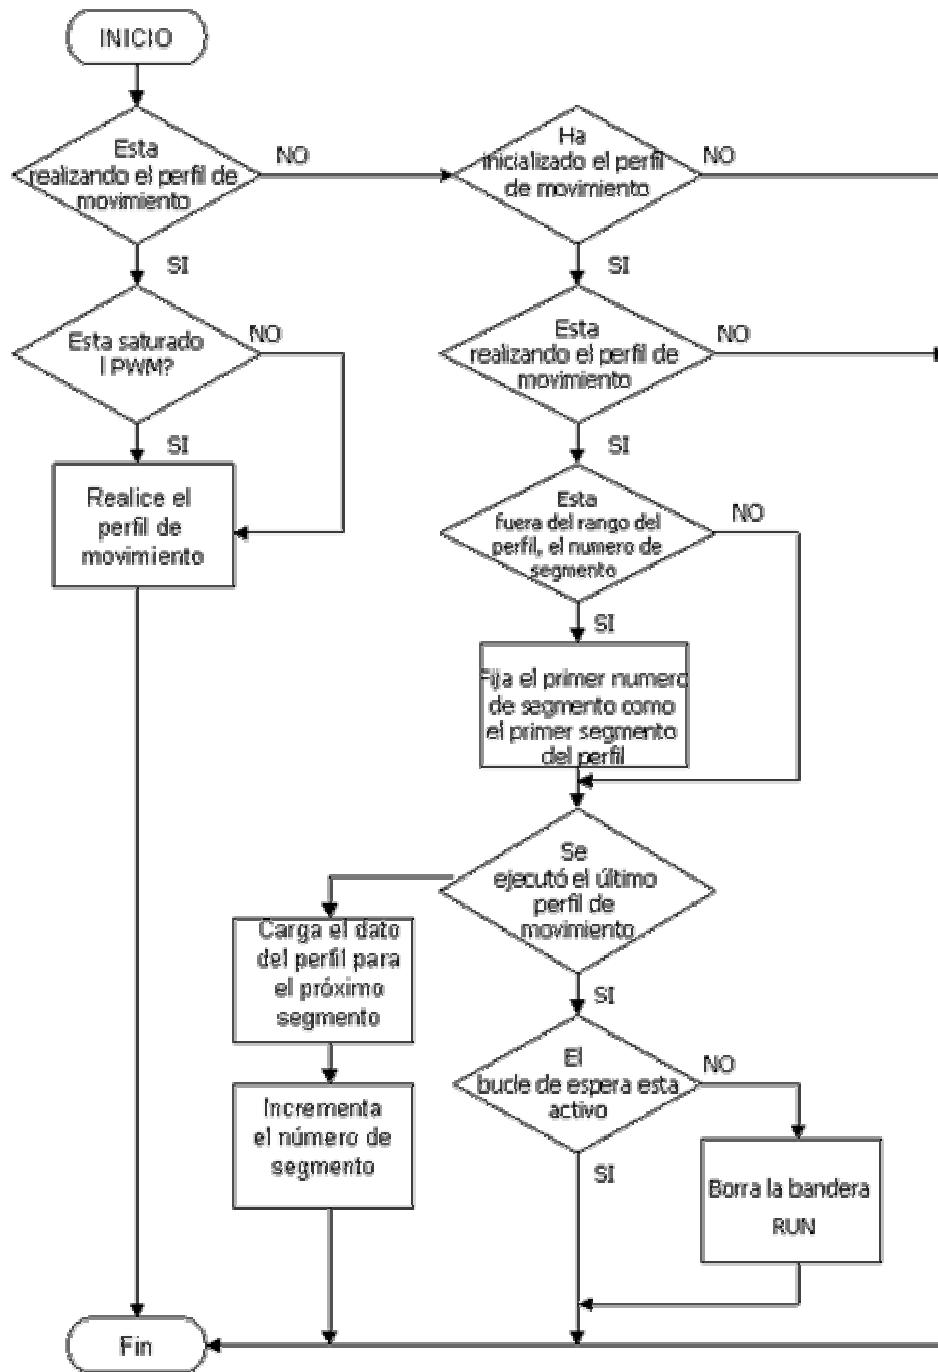 INICIO
Esta
realizando el perfil de
movimiento
NO
Ha
inicializado el perfil
de movimiento
NO
SI
SI
Esta saturado
l PWM?
NO
Esta
realizando el perfil de
movimiento
NO
SI
SI
Realice el
perfil de
movimiento
Esta
fuera del rango del
perfil, el numero de
segmento
NO
SI
Fija el primer numero
de segmento como
el primer segmento
del perfil
Se
ejecutó el último
perfil de
movimiento
Carga el dato
del perfil para
el próximo
segmento
SI
El
bucle de espera esta
activo
NO
Incrementa
el número de
segmento
SI
Borra la bandera
RUN
Fin